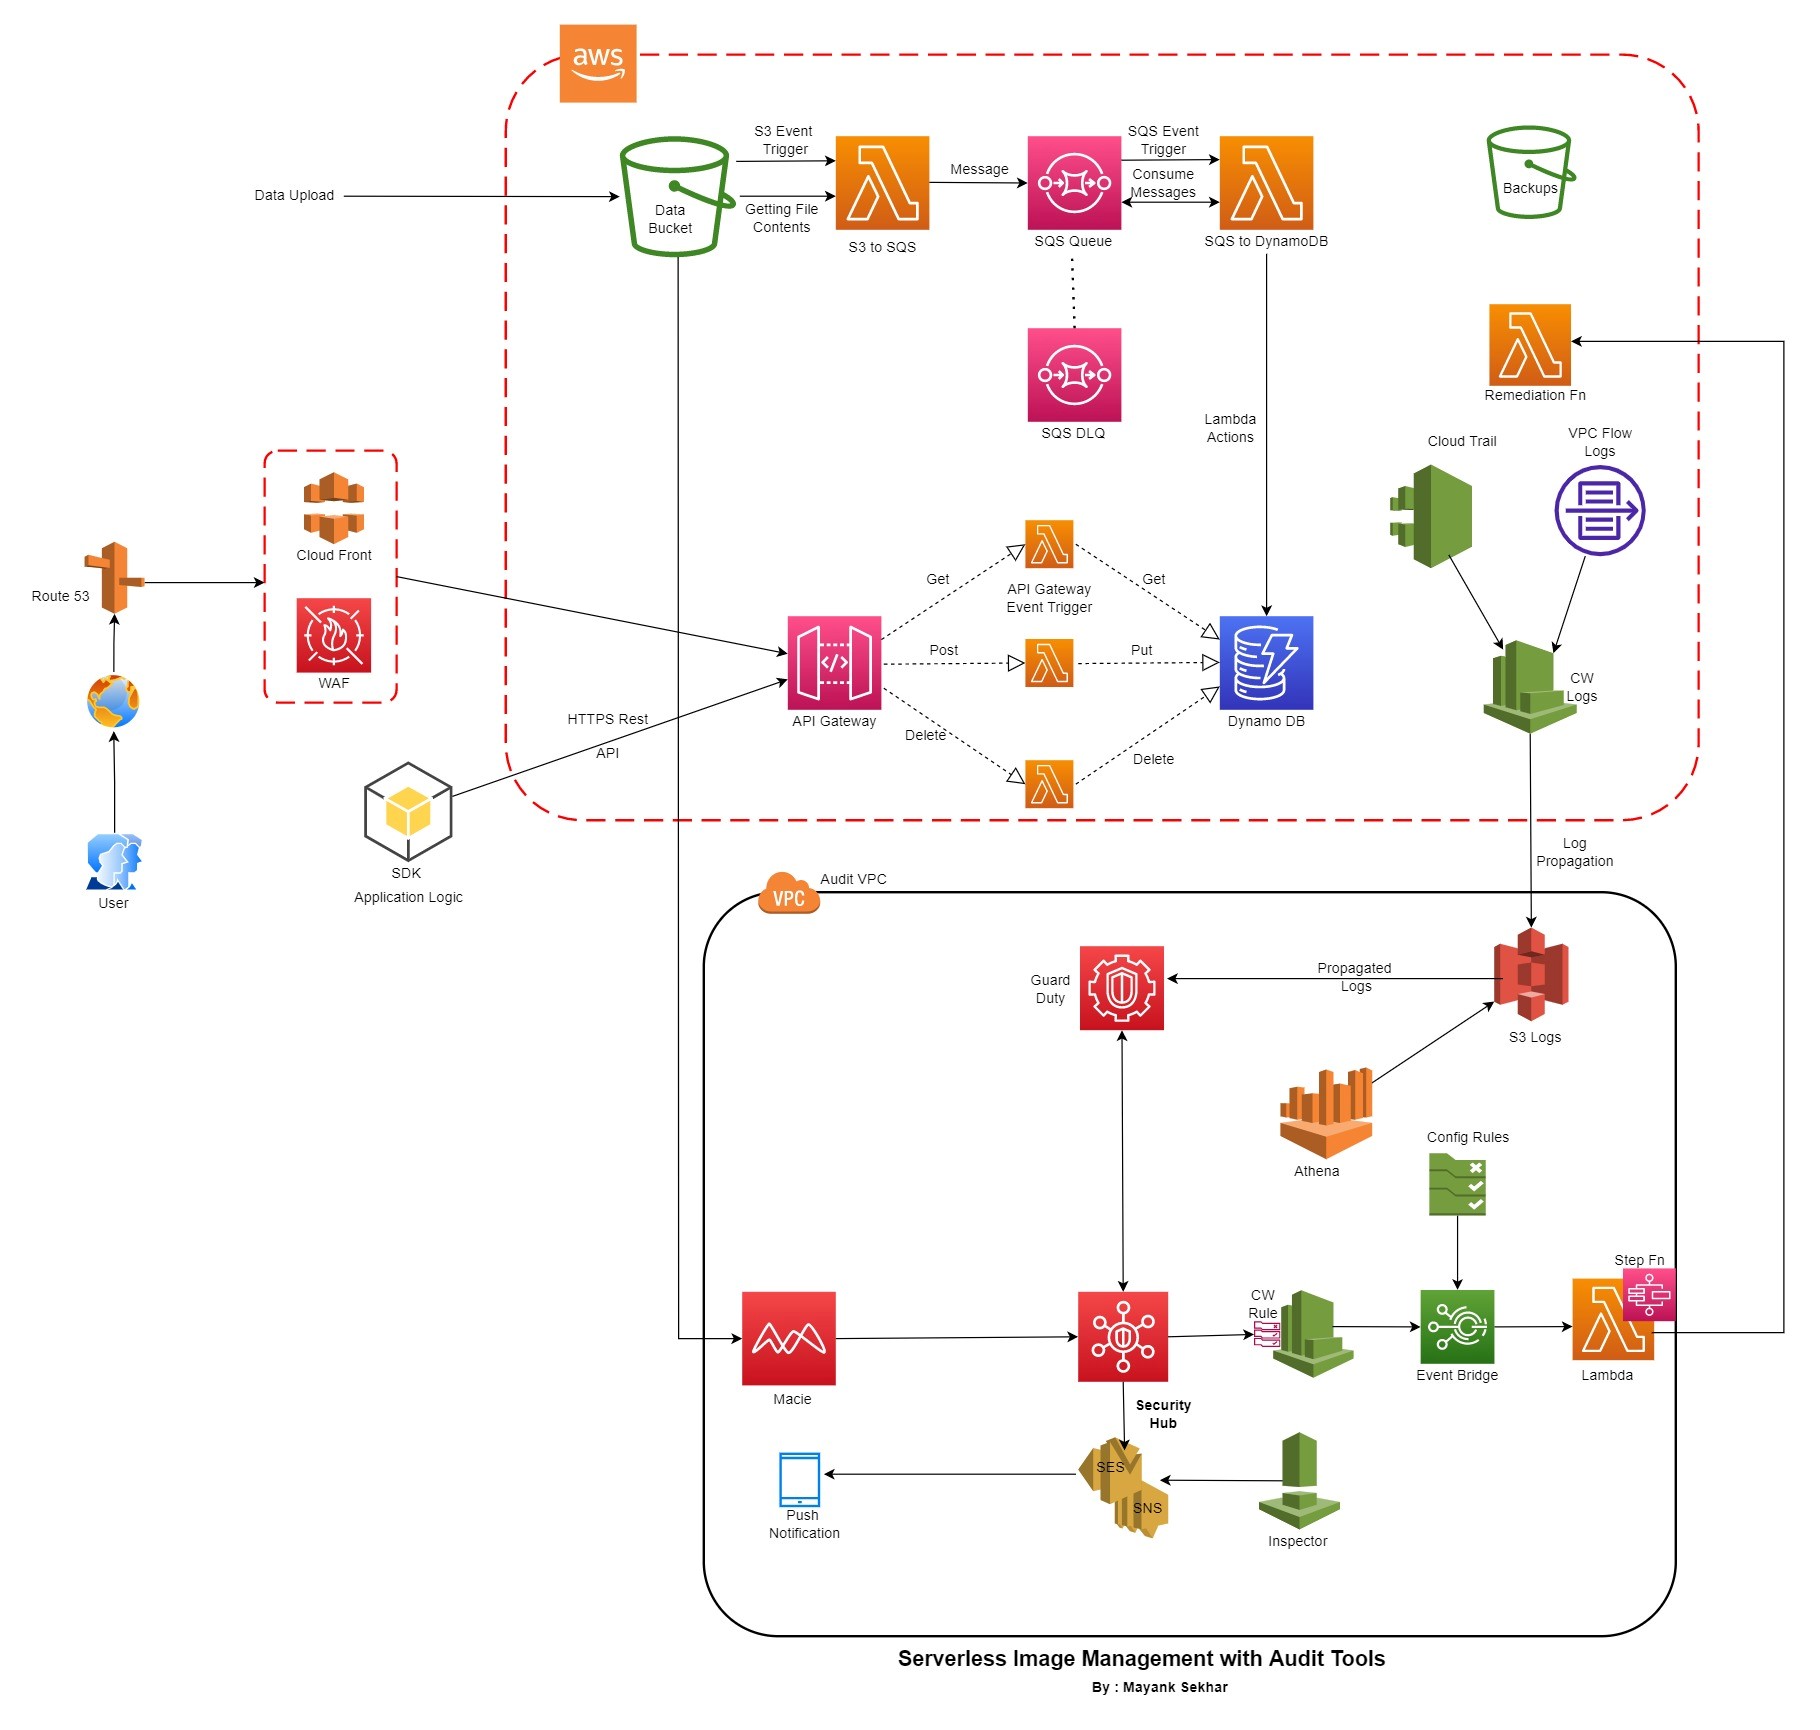 aws
S3 Event
Trigger
SQS Event
Trigger
Message
Consume
Messages
Data Upload
Data
Bucket
Getting File
Contents
S3 to SQS
SQS Queue
SQS to DynamoDB
Backups
SQS DLQ
Lambda
Actions
Remediation Fn
Cloud Trail
VPC Flow
Logs
Cloud Front
WAF
Route 53
User
Get
API Gateway
Event Trigger
Get
Post
Put
</>
API Gateway
Delete
Delete
Dynamo DB
CW
Logs
HTTPS Rest
API
SDK
Application Logic
Log
Propagation
VPC
Audit VPC
Guard
Duty
Propagated
Logs
S3 Logs
Athena
Config Rules
Step Fn
CW
Rule
Macie
Security
Hub
Event Bridge
Lambda
SES
SNS
Push
Notification
Inspector
Serverless Image Management with Audit Tools
By : Mayank Sekhar